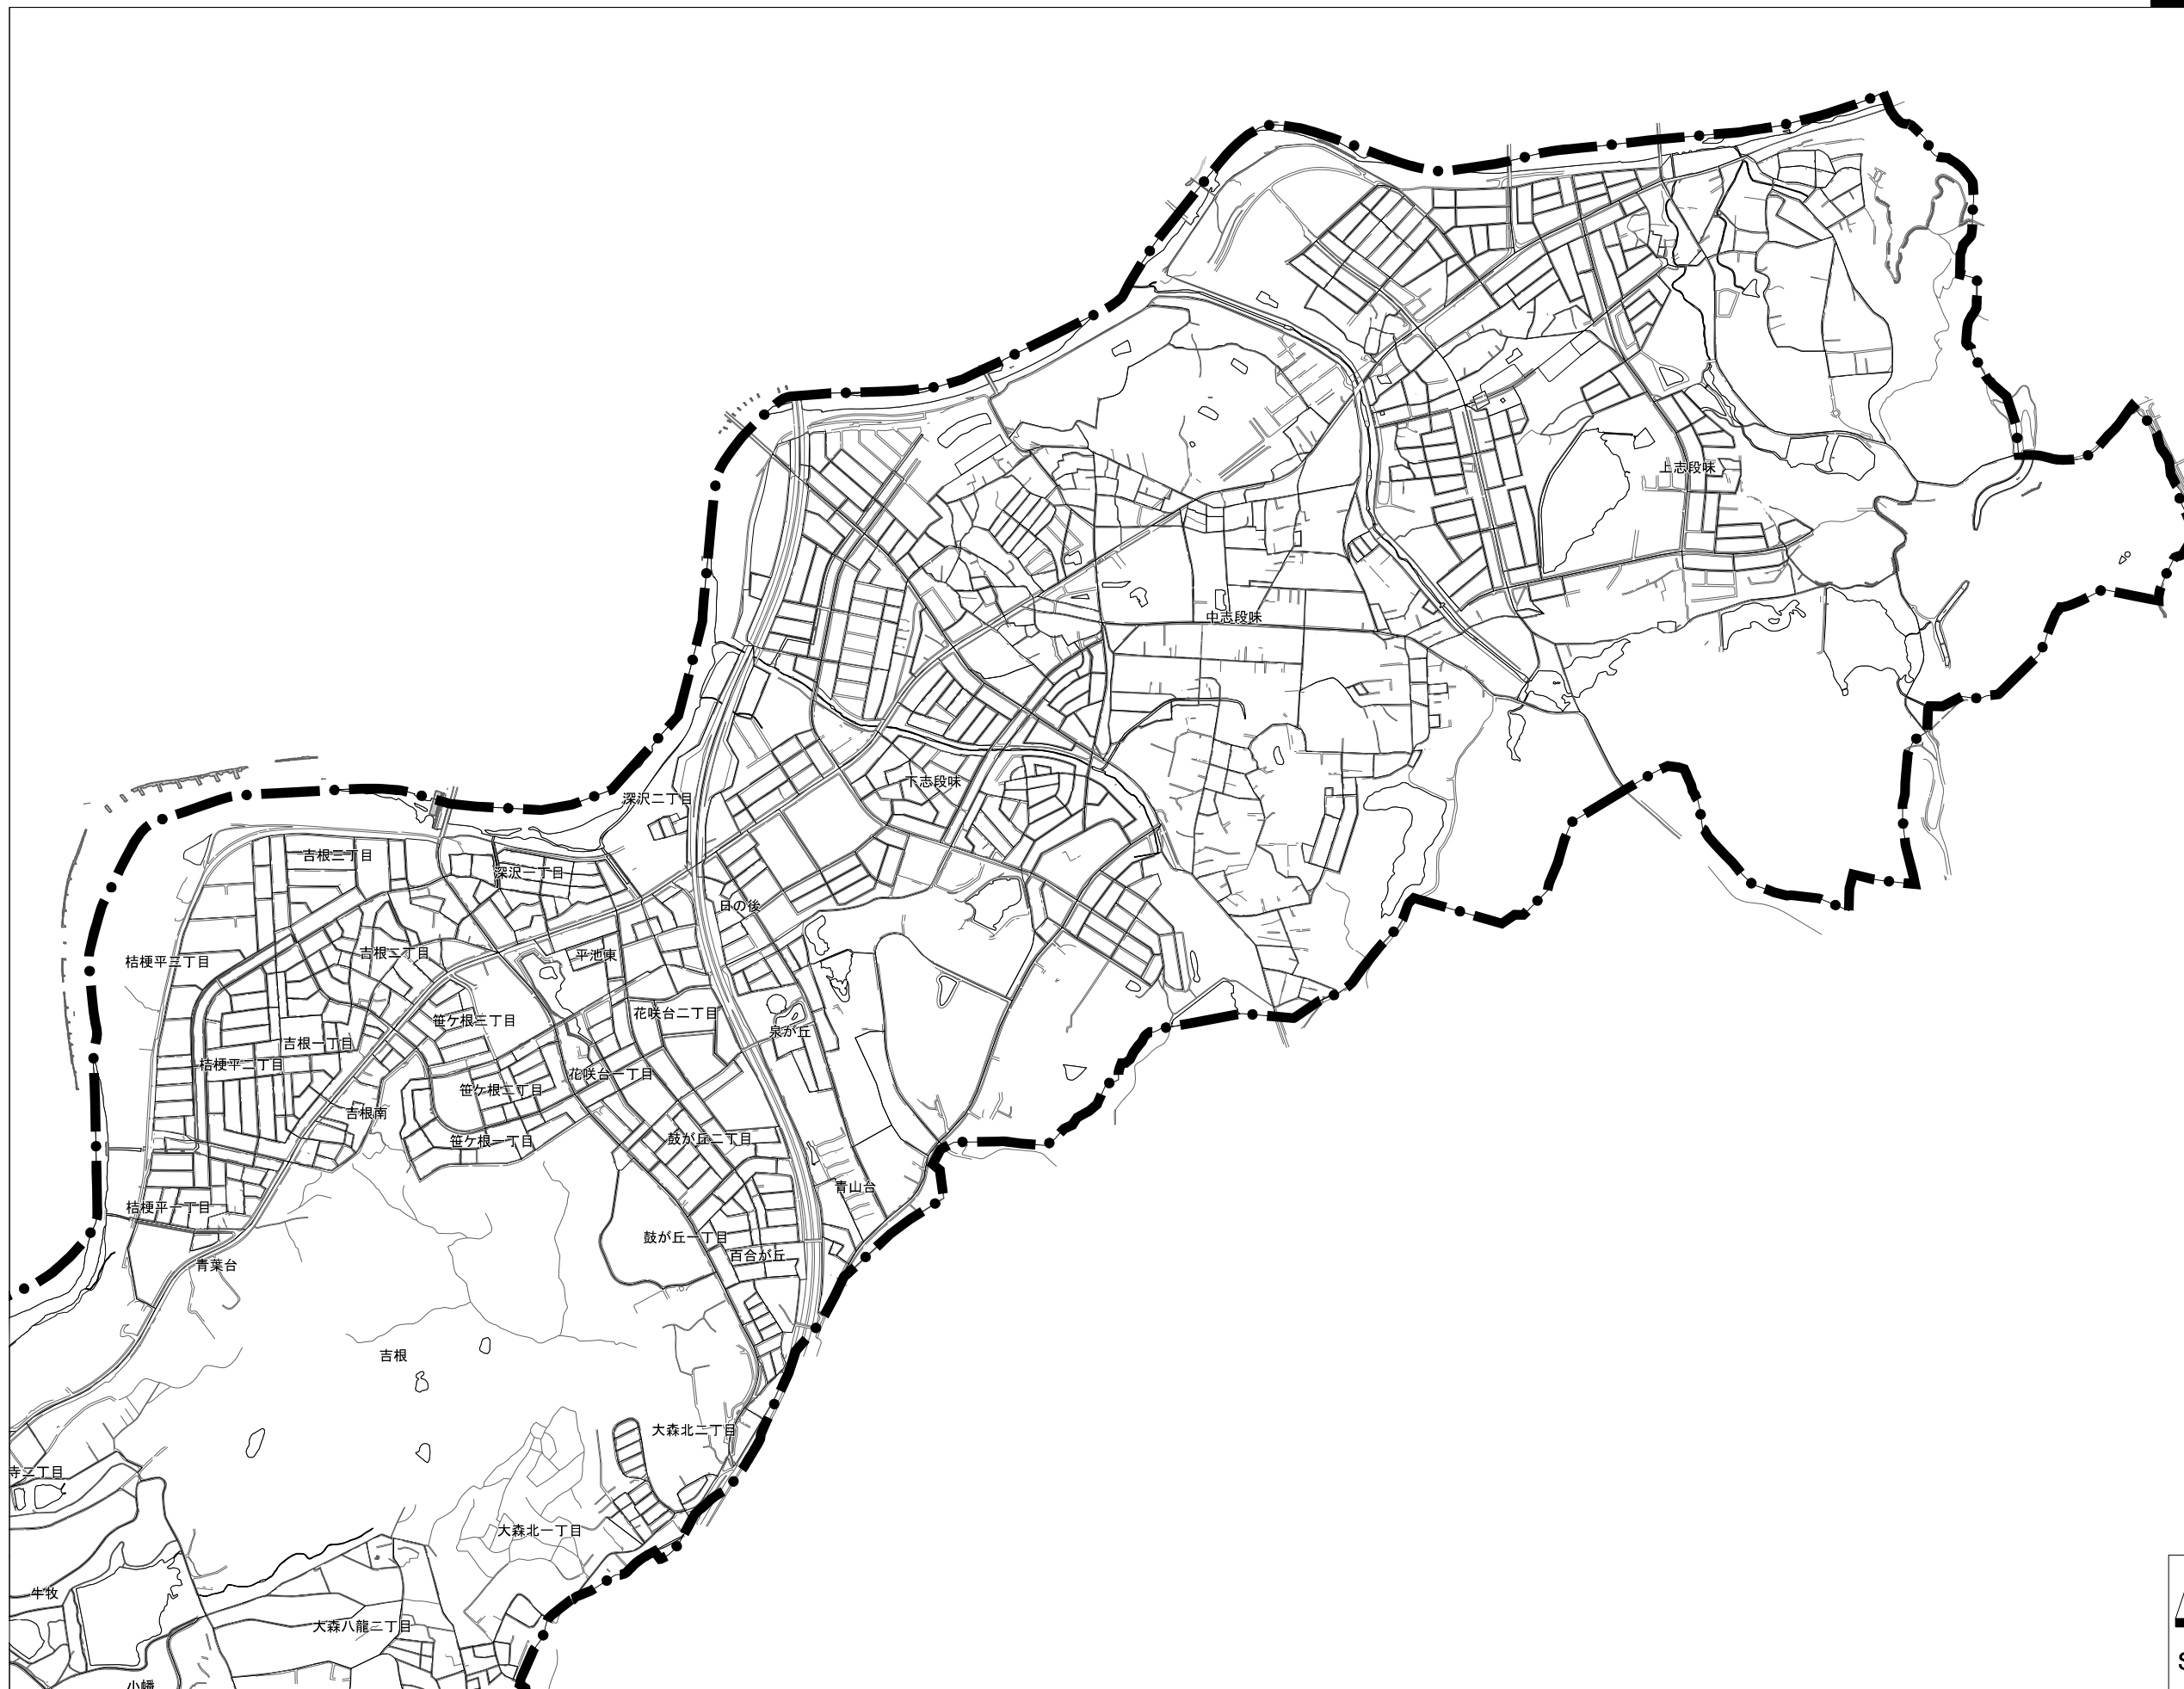 上志段味
中志段味
下志段味
深沢二丁目
吉根三丁目
深沢一丁目
日の後
吉根二丁目
平池東
桔梗平三丁目
花咲台二丁目
笹ケ根三丁目
泉が丘
吉根一丁目
桔梗平二丁目
花咲台一丁目
笹ケ根二丁目
吉根南
鼓が丘二丁目
笹ケ根一丁目
青山台
桔梗平一丁目
鼓が丘一丁目
百合が丘
青葉台
吉根
大森北二丁目
寺二丁目
大森北一丁目
牛牧
大森八龍二丁目
小幡